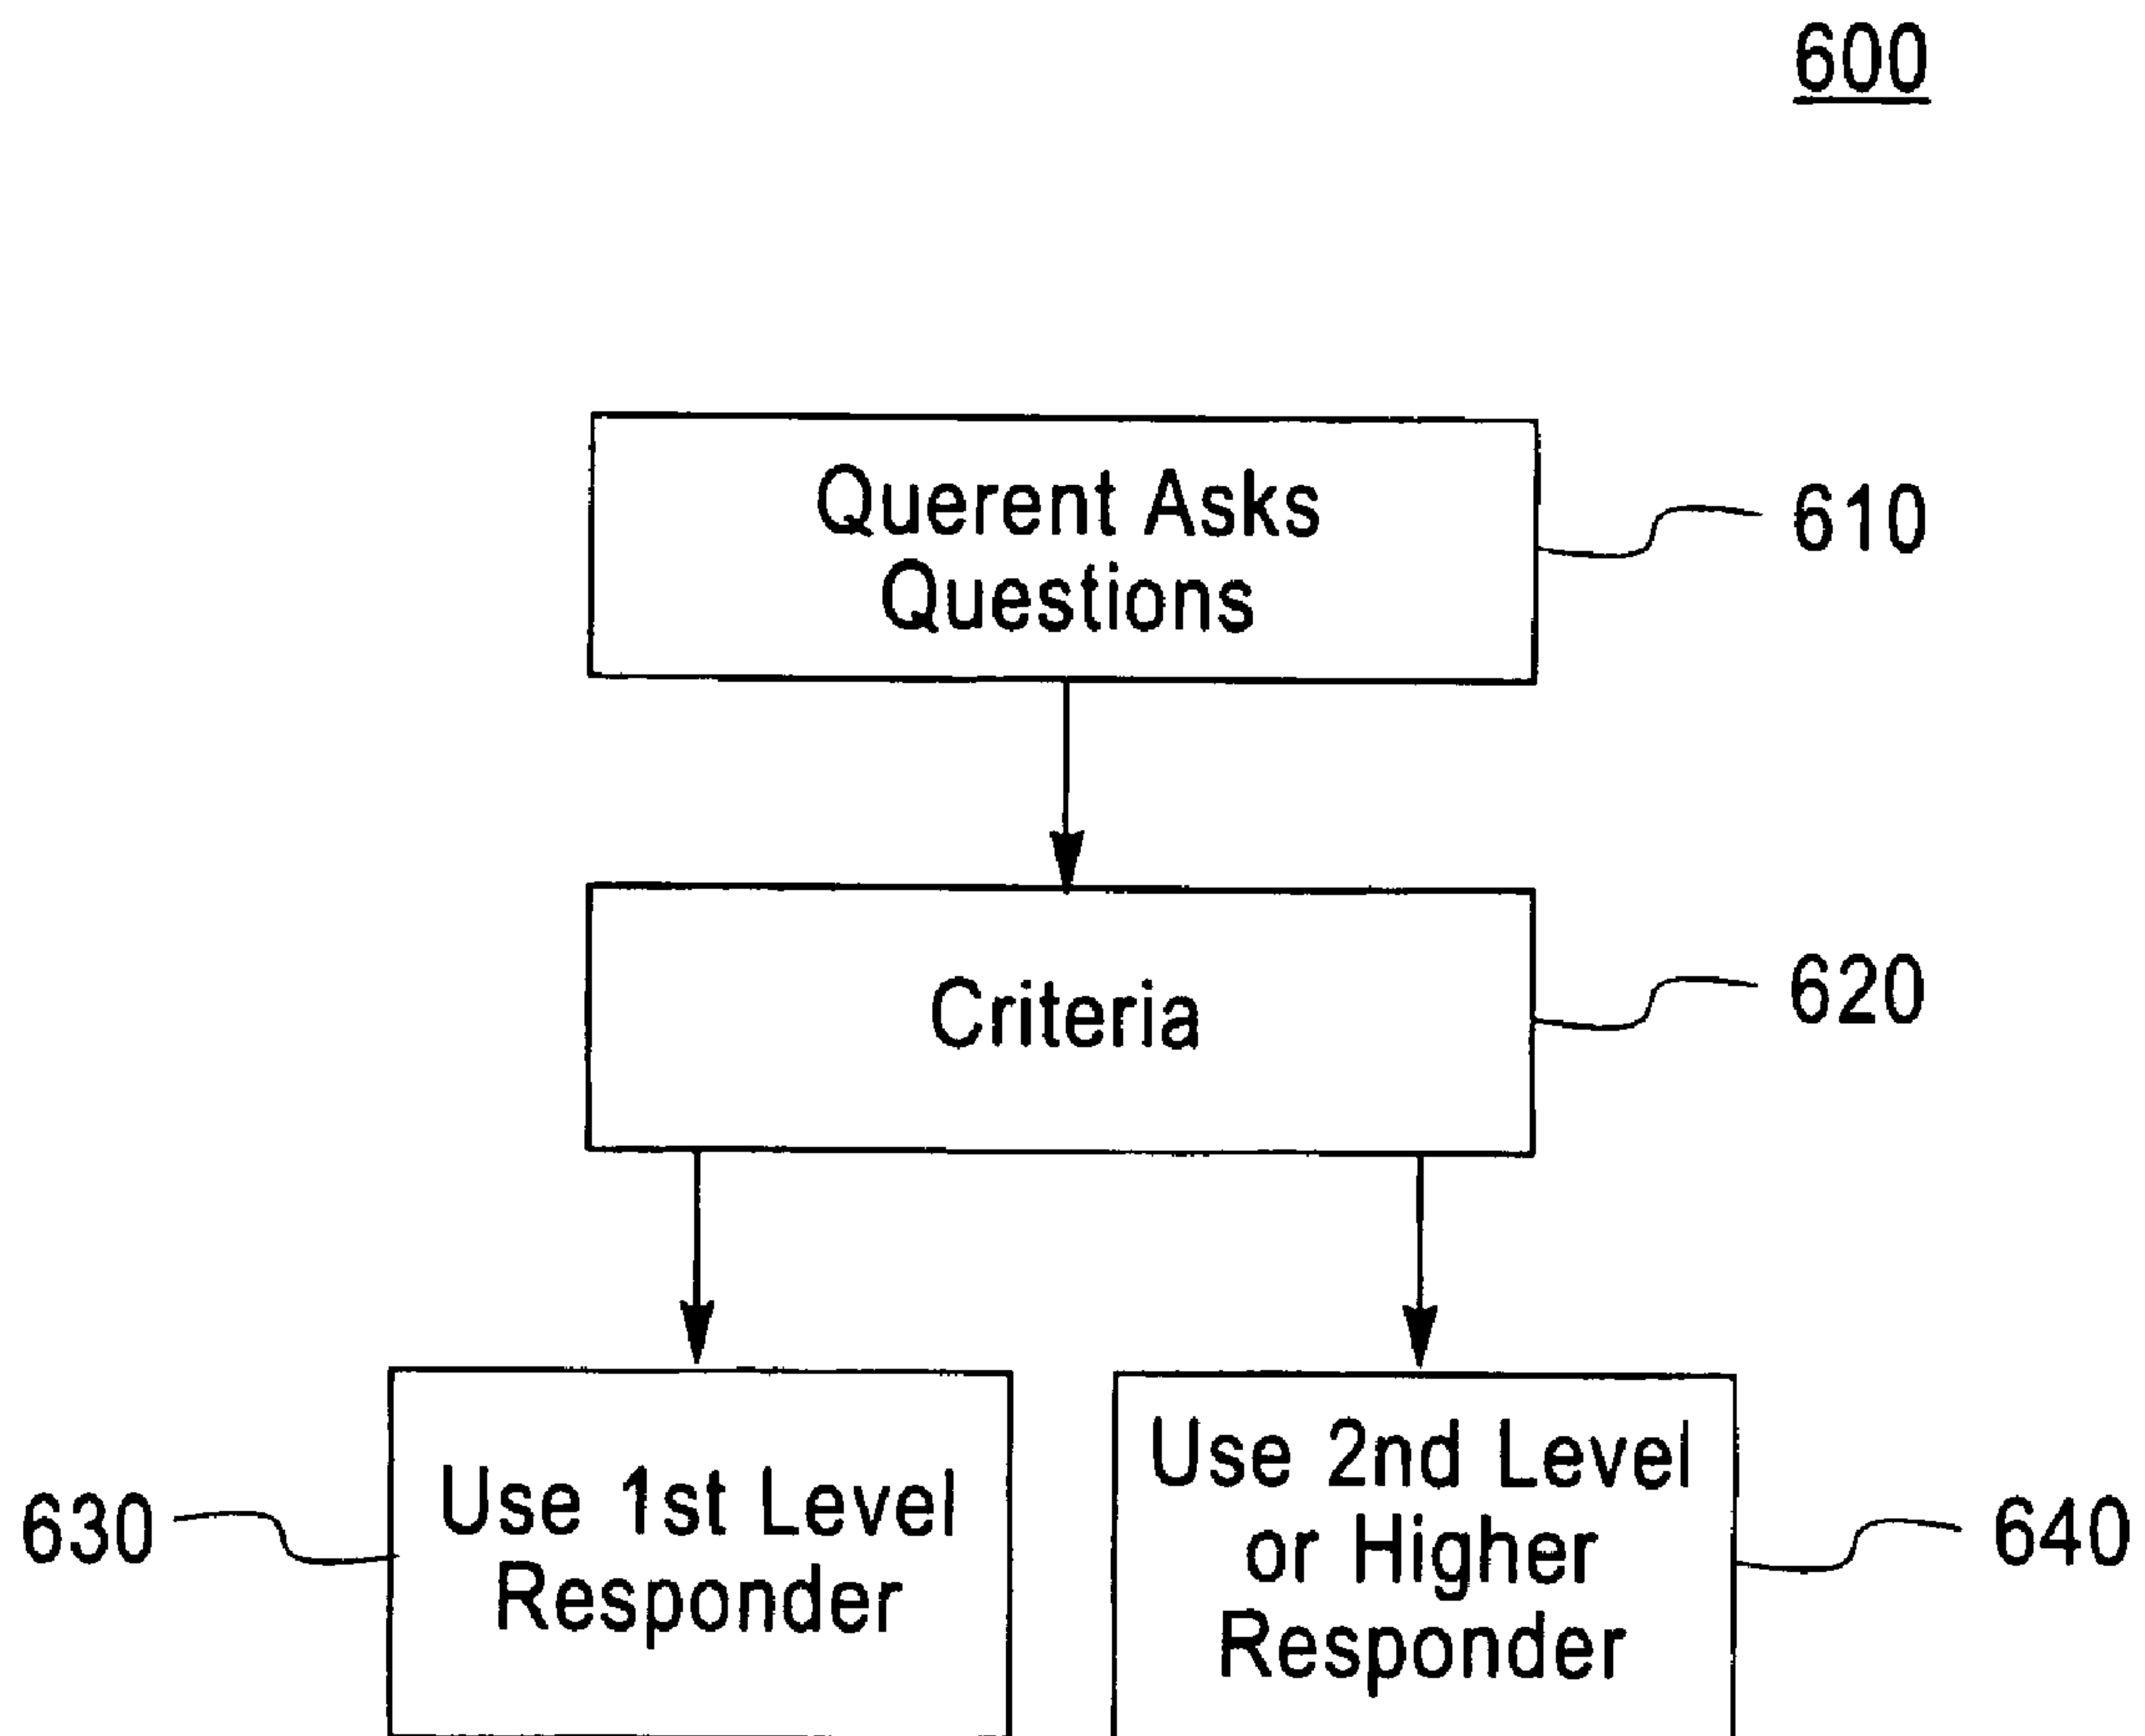 600
Querent Asks
Questions
610
Criteria
620
630
Use 1st Level
Responder
Use 2nd Level
or Higher
Responder
640